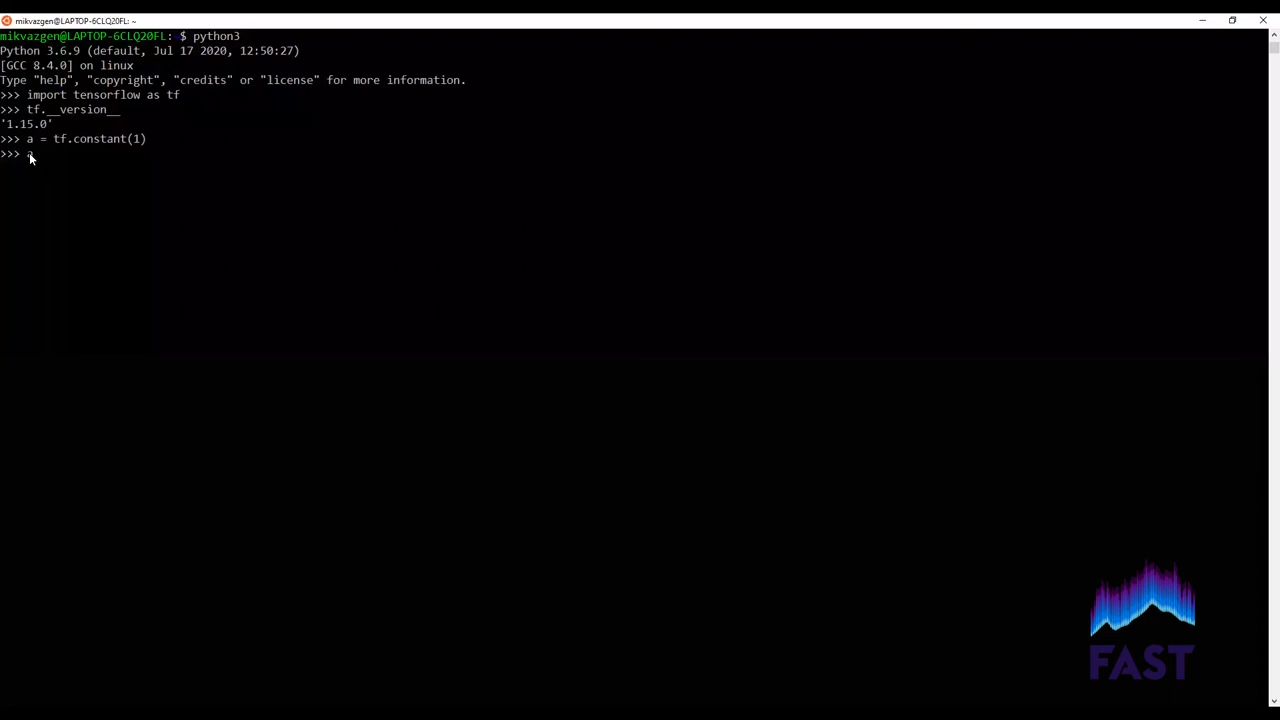 mikvazgen@LAPTOP-6CLQ20FL: ~
mikvazgen@LAPTOP-6CLQ20FL:~$ python3
Python 3.6.9 (default, Jul 17 2020, 12:50:27)
[GCC 8.4.0] on linux
Type "help", "copyright", "credits" or "license" for more information.
>>> import tensorflow as tf
>>> tf.__version__
'1.15.0'
>>> a = tf.constant(1)
>>> a
FAST